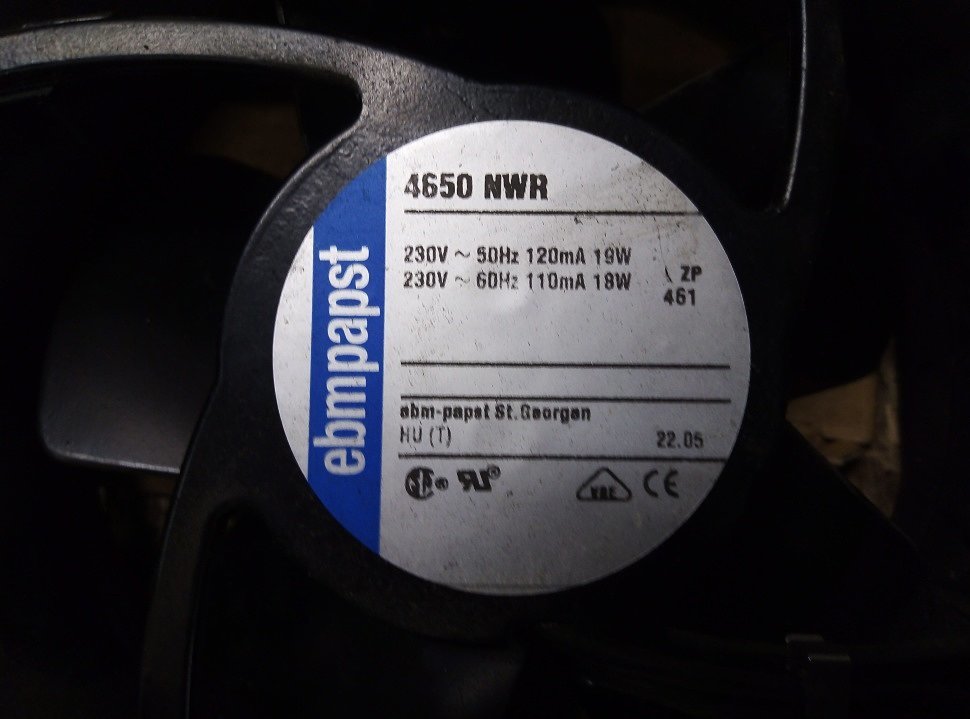 4650 NWR
230V ~ 50Hz 120mA 19W
230V ~ 60Hz 110mA 18W
ZP
461
ebmpapst
ebm-papst St.Georgen
HU (T)
22.05
VDE CE